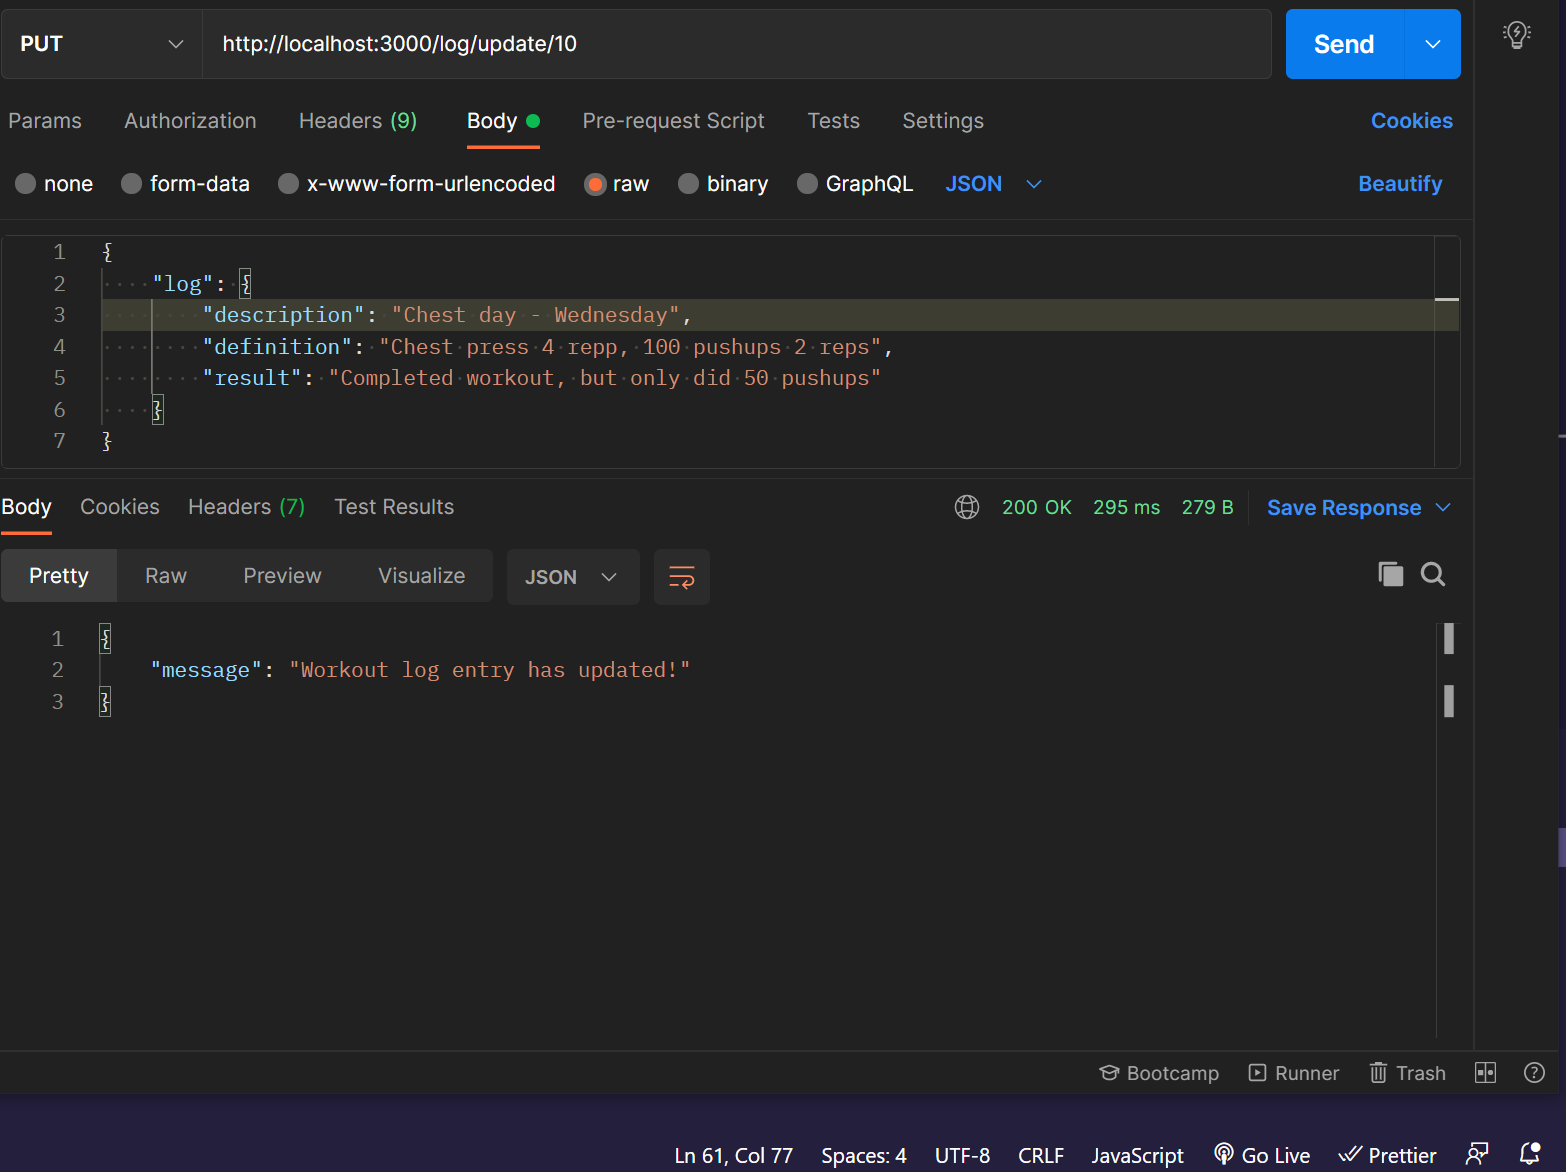 PUT http://localhost:3000/log/update/10 Send
Params Authorization Headers (9) Body Pre-request Script Tests Settings Cookies
none form-data x-www-form-urlencoded raw binary GraphQL JSON Beautify
1 {
2 "log": {
3 "description": "Chest day - Wednesday",
4 "definition": "Chest press 4 repp, 100 pushups 2 reps",
5 "result": "Completed workout, but only did 50 pushups"
6 }
7 }
Body Cookies Headers (7) Test Results 200 OK 295 ms 279 B Save Response
Pretty Raw Preview Visualize JSON
1 {
2 "message": "Workout log entry has updated!"
3 }
Bootcamp Runner Trash
Ln 61, Col 77 Spaces: 4 UTF-8 CRLF JavaScript Go Live Prettier